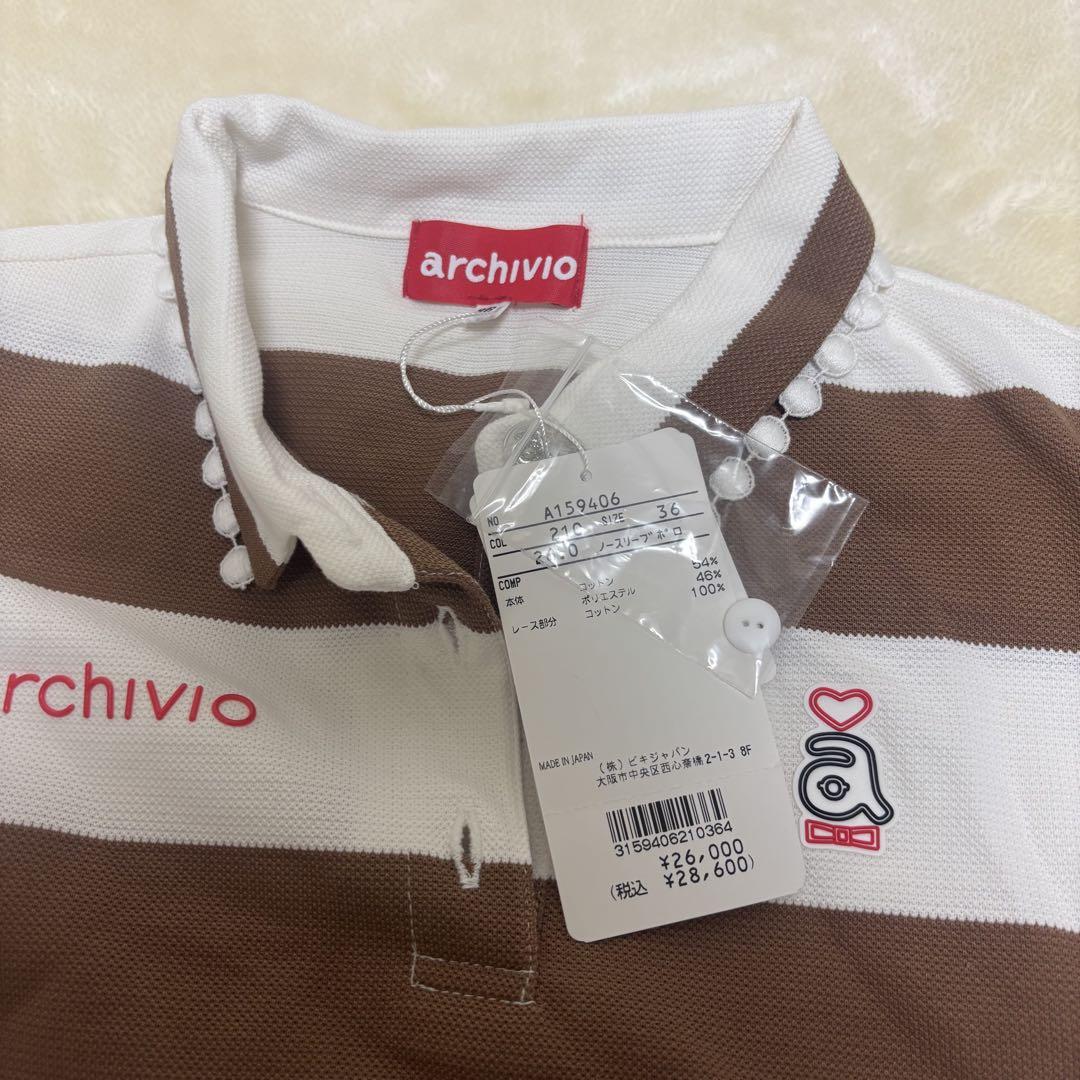 archivio
36
NO A159406
COL 210 SIZE 36
ノースリーブポロ
COMP
本体 コットン 54%
ポリエステル 46%
レース部分 コットン 100%
rchivio
a
MADE IN JAPAN
(株)ビキジャパン
大阪市中央区西心斎橋2-1-3 8F
3159406210364
¥26,000
(税込 ¥28,600)